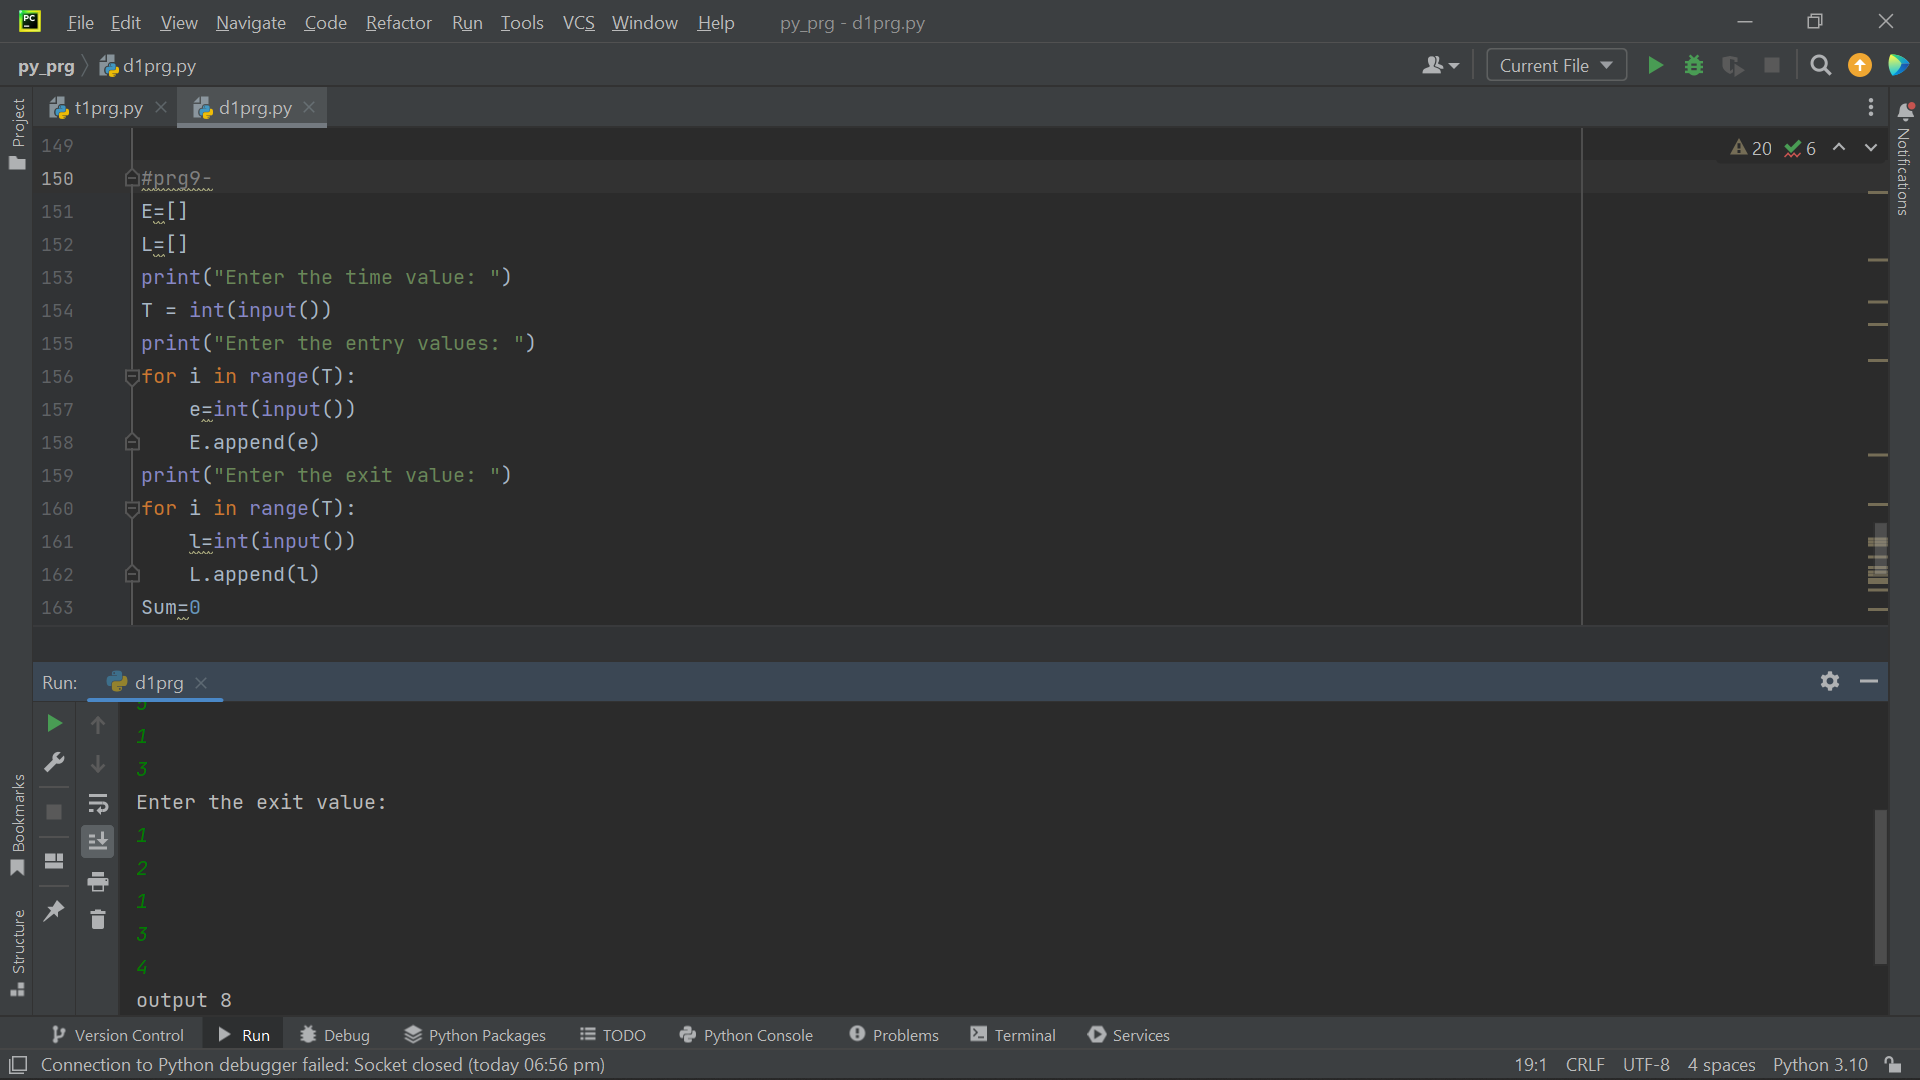 File Edit View Navigate Code Refactor Run Tools VCS Window Help py_prg - d1prg.py
py_prg d1prg.py Current File
t1prg.py d1prg.py
Project
Notifications
20 6
149
150 #prg9-
151 E=[]
152 L=[]
153 print("Enter the time value: ")
154 T = int(input())
155 print("Enter the entry values: ")
156 for i in range(T):
157     e=int(input())
158     E.append(e)
159 print("Enter the exit value: ")
160 for i in range(T):
161     l=int(input())
162     L.append(l)
163 Sum=0
Run: d1prg
1
3
Enter the exit value:
1
2
1
3
4
output 8
Bookmarks
Structure
Version Control Run Debug Python Packages TODO Python Console Problems Terminal Services
Connection to Python debugger failed: Socket closed (today 06:56 pm) 19:1 CRLF UTF-8 4 spaces Python 3.10